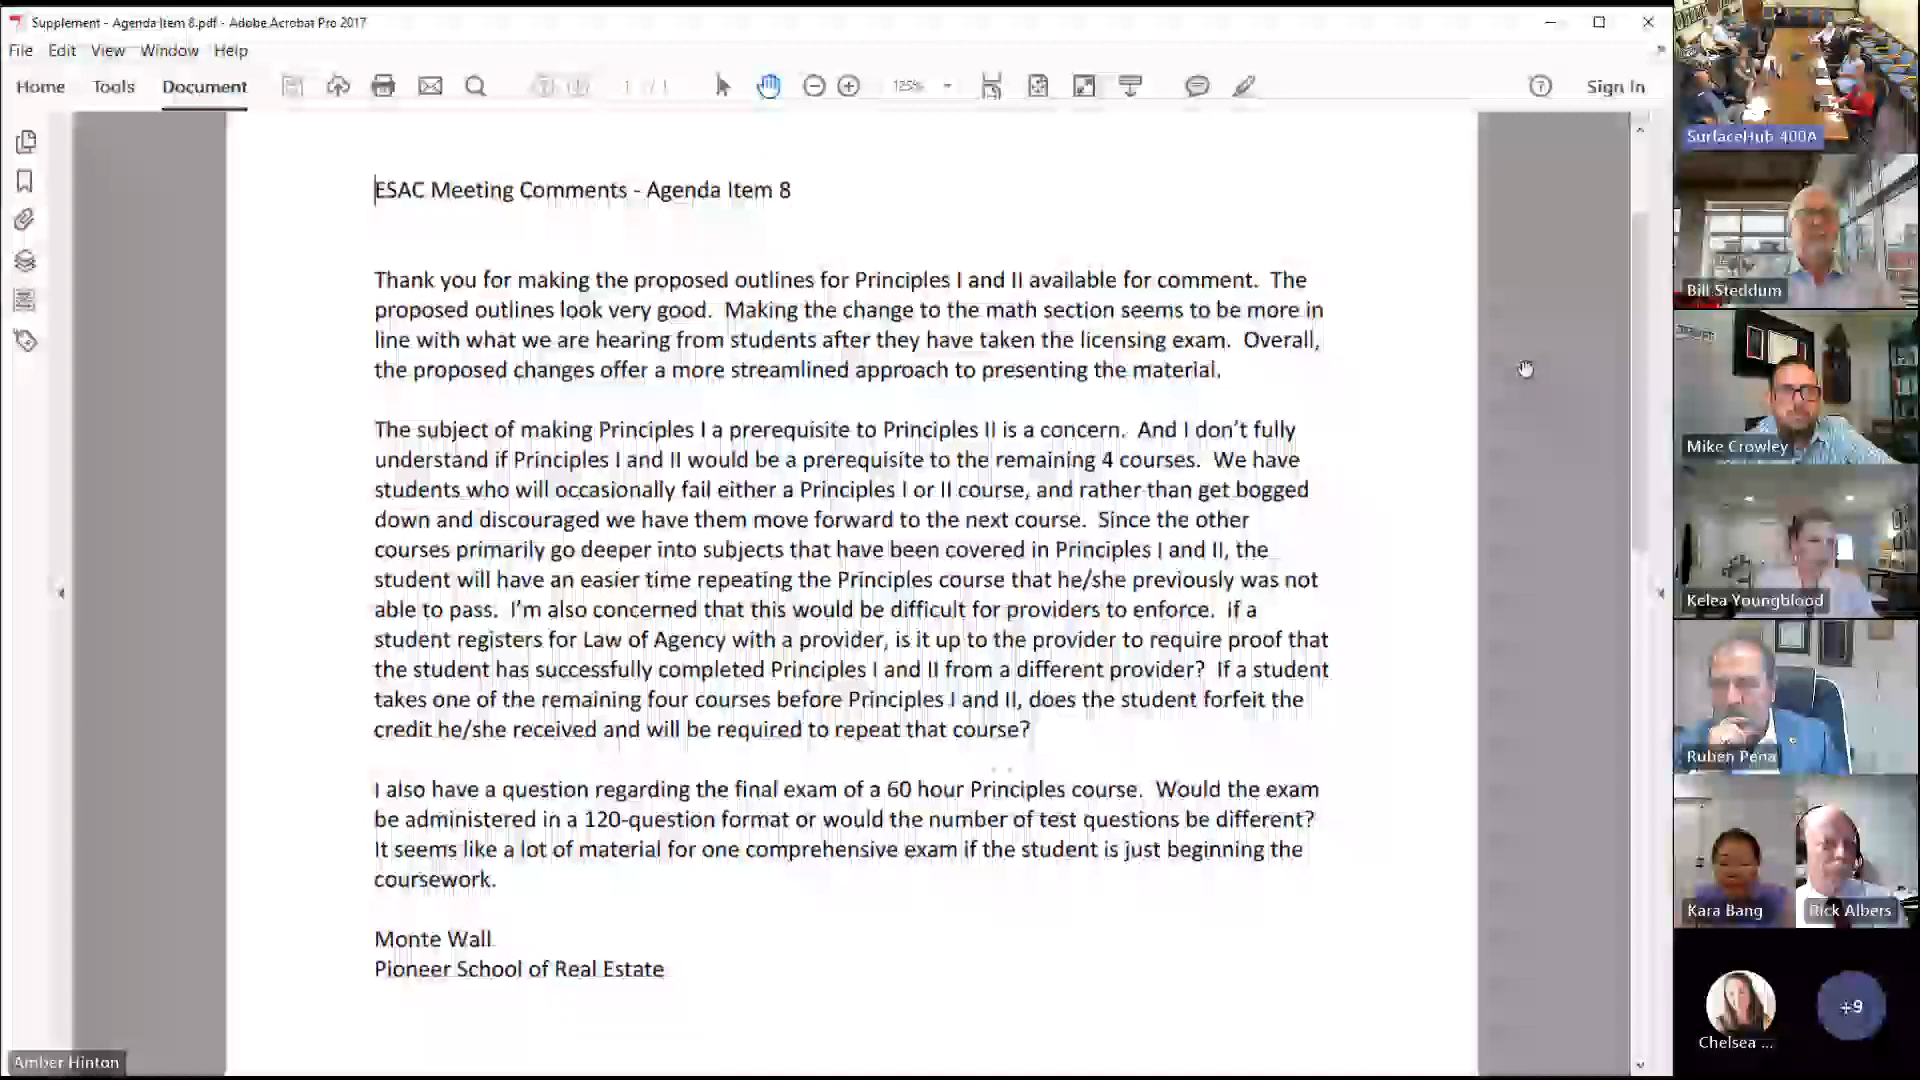 Supplement - Agenda Item 8.pdf - Adobe Acrobat Pro 2017
File Edit View Window Help
Home Tools Document 1 / 1 125% Sign In
ESAC Meeting Comments - Agenda Item 8
Thank you for making the proposed outlines for Principles I and II available for comment. The
proposed outlines look very good. Making the change to the math section seems to be more in
line with what we are hearing from students after they have taken the licensing exam. Overall,
the proposed changes offer a more streamlined approach to presenting the material.
The subject of making Principles I a prerequisite to Principles II is a concern. And I don't fully
understand if Principles I and II would be a prerequisite to the remaining 4 courses. We have
students who will occasionally fail either a Principles I or II course, and rather than get bogged
down and discouraged we have them move forward to the next course. Since the other
courses primarily go deeper into subjects that have been covered in Principles I and II, the
student will have an easier time repeating the Principles course that he/she previously was not
able to pass. I'm also concerned that this would be difficult for providers to enforce. If a
student registers for Law of Agency with a provider, is it up to the provider to require proof that
the student has successfully completed Principles I and II from a different provider? If a student
takes one of the remaining four courses before Principles I and II, does the student forfeit the
credit he/she received and will be required to repeat that course?
I also have a question regarding the final exam of a 60 hour Principles course. Would the exam
be administered in a 120-question format or would the number of test questions be different?
It seems like a lot of material for one comprehensive exam if the student is just beginning the
coursework.
Monte Wall
Pioneer School of Real Estate
Amber Hinton
SurfaceHub 400A
Bill Steddum
Mike Crowley
Kelea Youngblood
Ruben Pena
Kara Bang
Rick Albers
Chelsea ...
+9